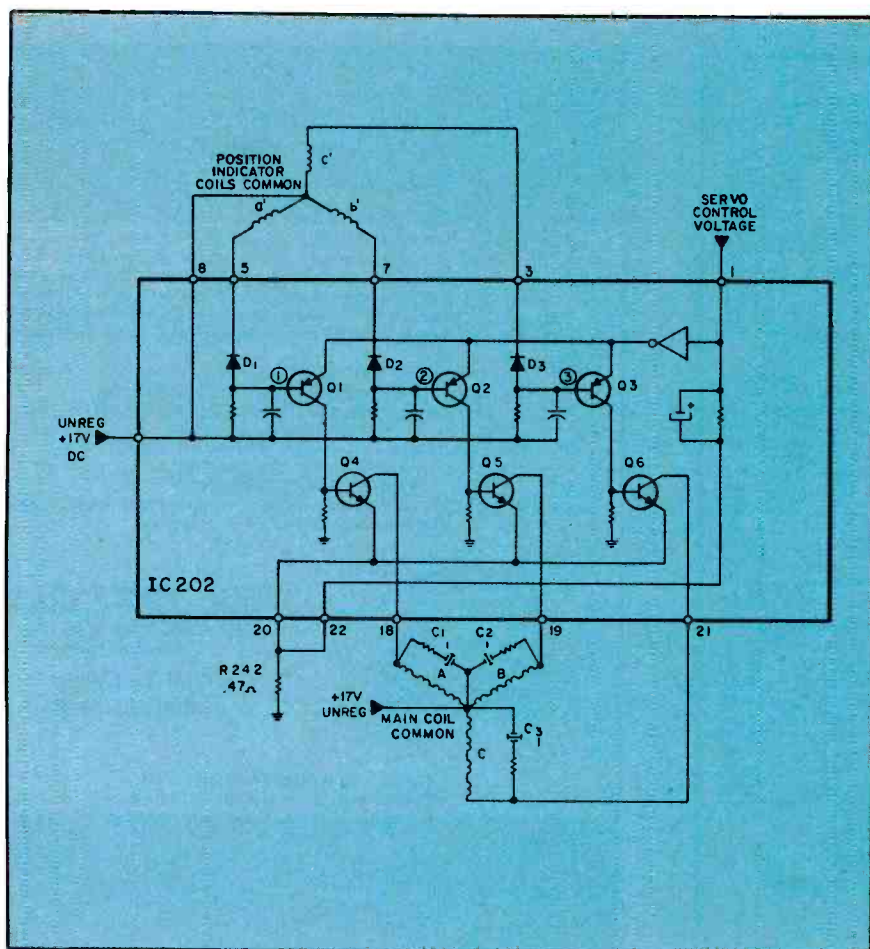 C'
POSITION
INDICATOR
COILS COMMON
a'
b'
SERVO
CONTROL
VOLTAGE
8
5
7
3
1
D1
1
Q1
D2
2
Q2
D3
3
Q3
+
UNREG
+17V
DC
Q4
Q5
Q6
IC202
20
22
18
19
21
C1
C2
A
B
R242
.47Ω
+17V
UNREG
MAIN COIL
COMMON
C
C3